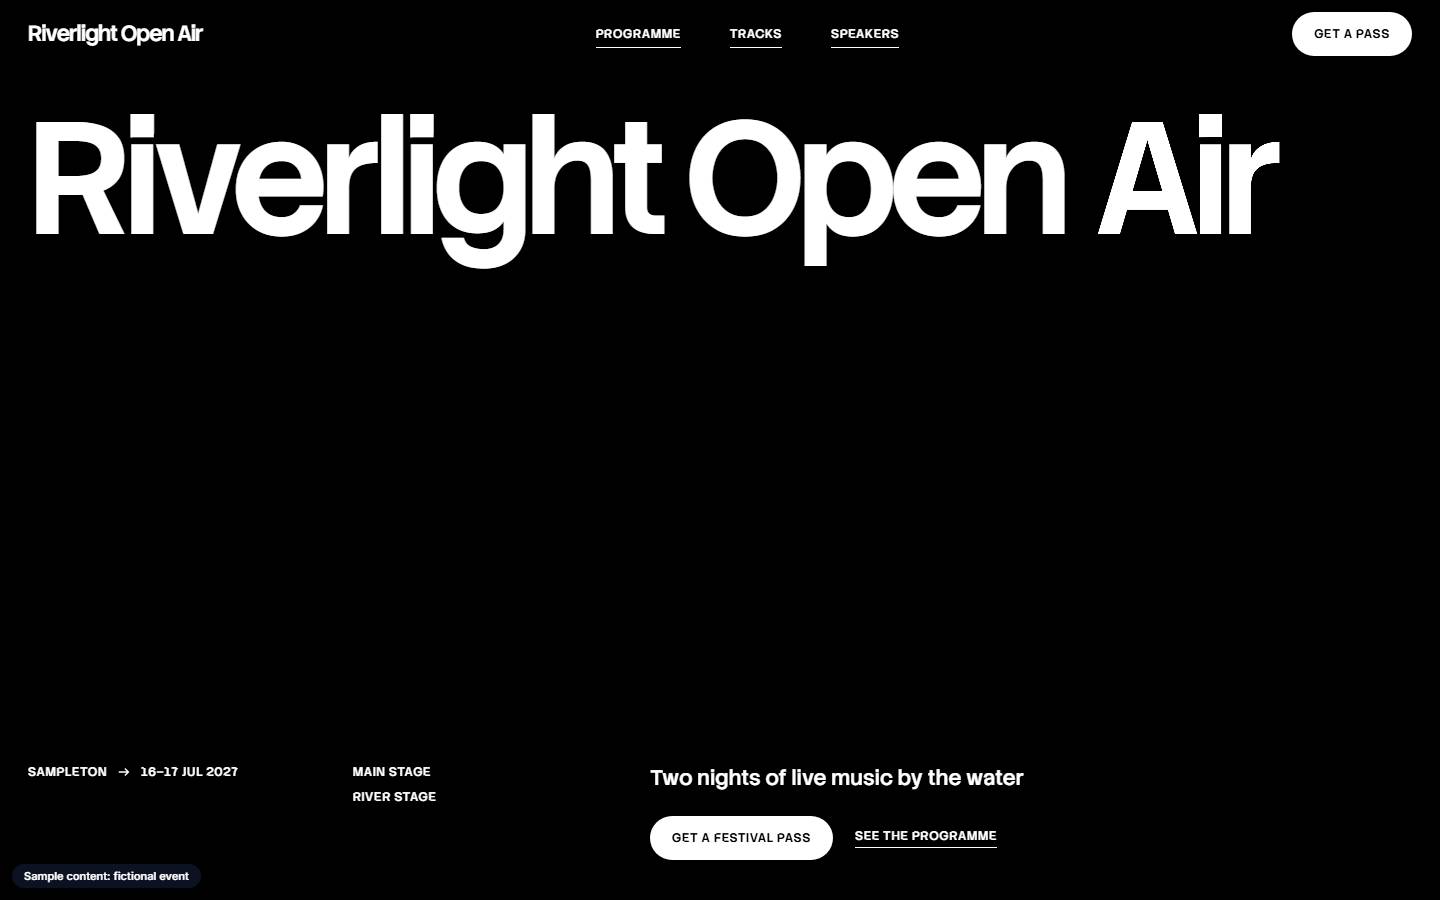 Riverlight Open Air
PROGRAMME
TRACKS
SPEAKERS
GET A PASS
Riverlight Open Air
SAMPLETON → 16–17 JUL 2027
MAIN STAGE
RIVER STAGE
Two nights of live music by the water
GET A FESTIVAL PASS
SEE THE PROGRAMME
Sample content: fictional event